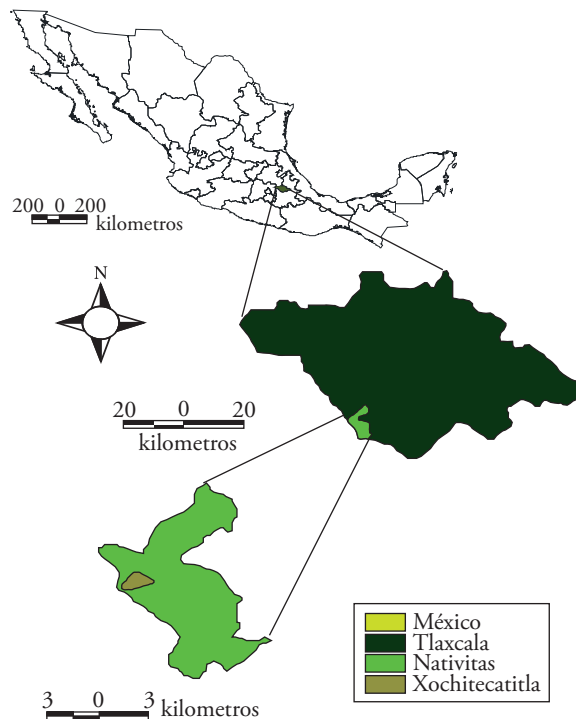 200 0 200
kilometros
N
20 0 20
kilometros
México
Tlaxcala
Nativitas
Xochitecatitla
3 0 3 kilometros